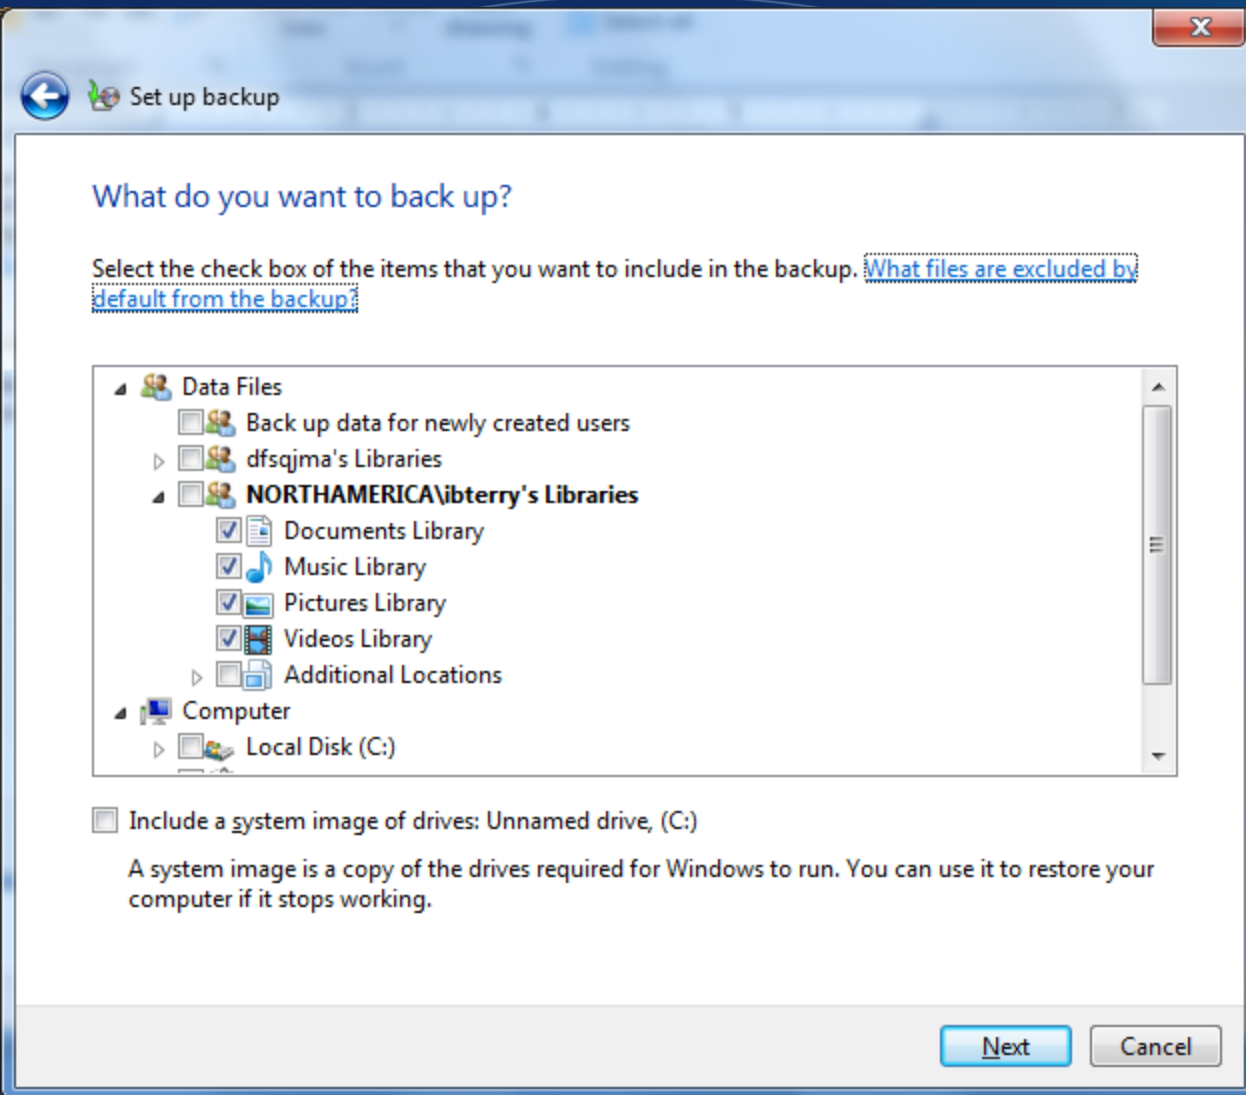 Set up backup
What do you want to back up?
Select the check box of the items that you want to include in the backup. What files are excluded by
default from the backup?
Data Files
Back up data for newly created users
dfsqjma's Libraries
NORTHAMERICA\ibterry's Libraries
Documents Library
Music Library
Pictures Library
Videos Library
Additional Locations
Computer
Local Disk (C:)
Include a system image of drives: Unnamed drive, (C:)
A system image is a copy of the drives required for Windows to run. You can use it to restore your
computer if it stops working.
Next
Cancel